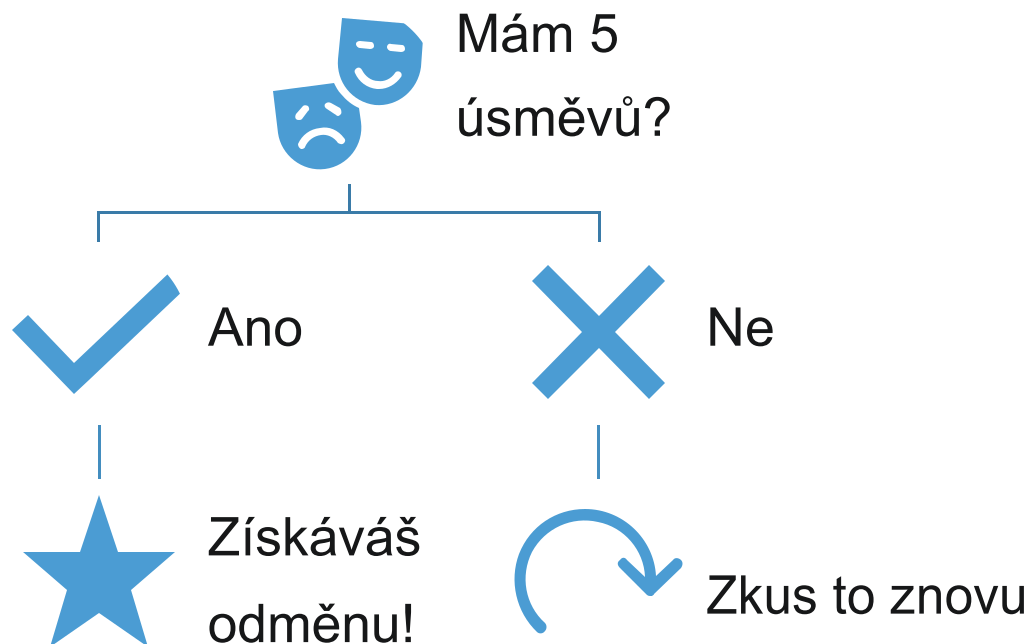 Mám 5
úsměvů?
Ano
Ne
Získáváš
odměnu!
Zkus to znovu